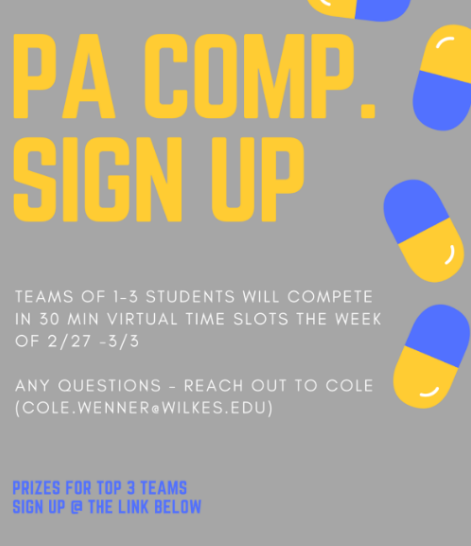 PA COMP.
SIGN UP
TEAMS OF 1-3 STUDENTS WILL COMPETE
IN 30 MIN VIRTUAL TIME SLOTS THE WEEK
OF 2/27 -3/3
ANY QUESTIONS - REACH OUT TO COLE
(COLE.WENNER@WILKES.EDU)
PRIZES FOR TOP 3 TEAMS
SIGN UP @ THE LINK BELOW